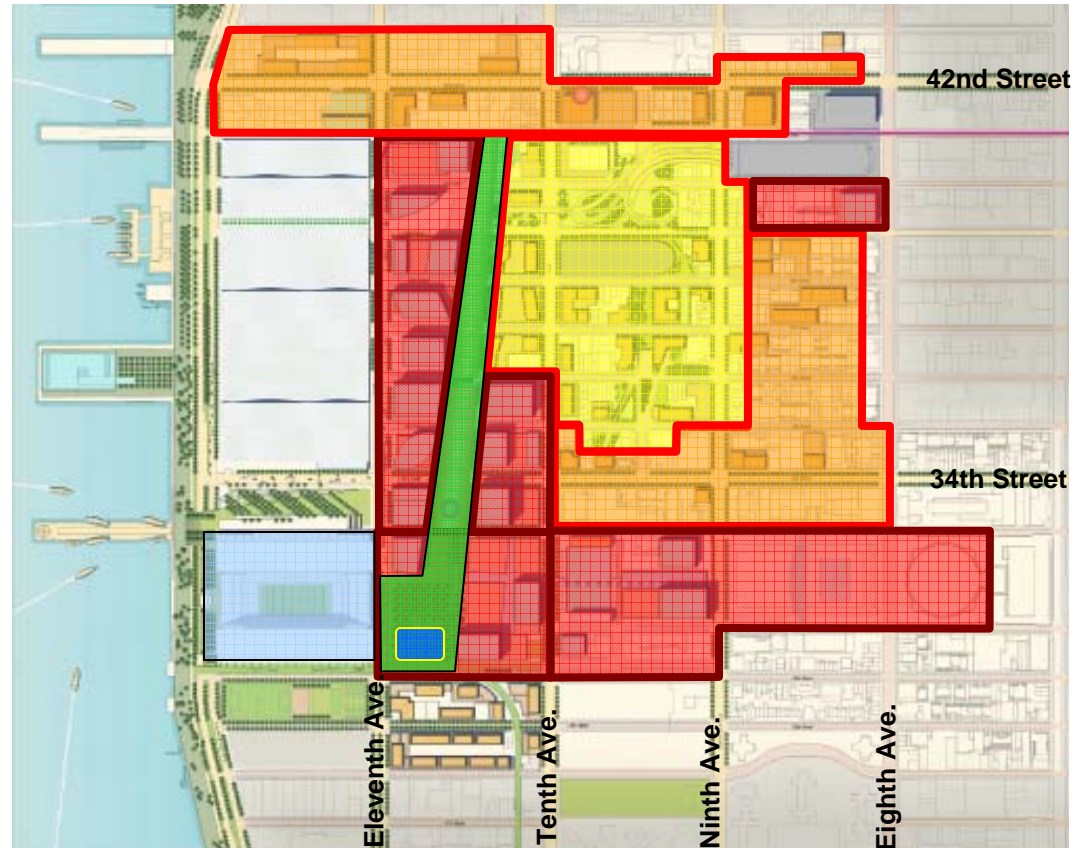 42nd Street
34th Street
Eleventh Ave.
Tenth Ave.
Ninth Ave.
Eighth Ave.